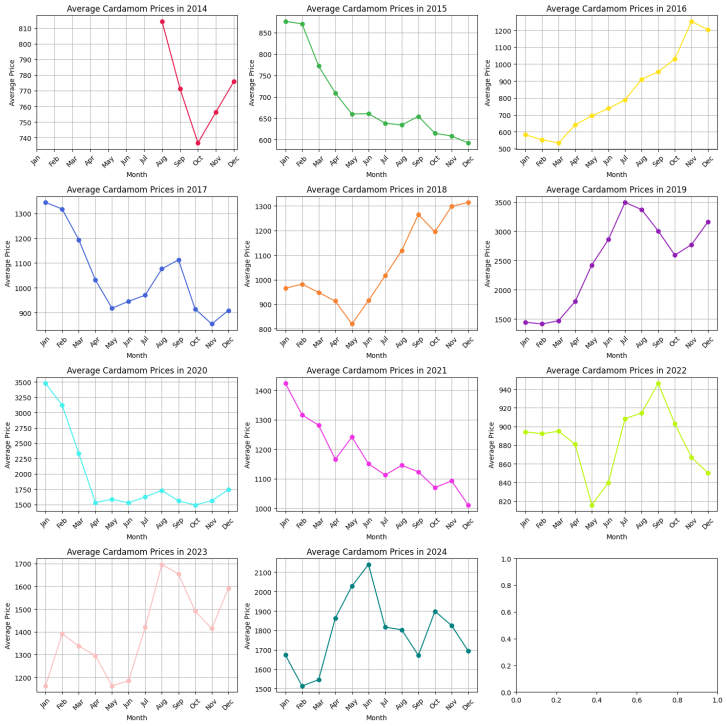 Average Cardamom Prices in 2014
Average Price
810
800
790
780
770
760
750
740
Jan Feb Mar Apr May Jun Jul Aug Sep Oct Nov Dec
Month
Average Cardamom Prices in 2015
Average Price
850
800
750
700
650
600
Jan Feb Mar Apr May Jun Jul Aug Sep Oct Nov Dec
Month
Average Cardamom Prices in 2016
Average Price
1200
1100
1000
900
800
700
600
500
Jan Feb Mar Apr May Jun Jul Aug Sep Oct Nov Dec
Month
Average Cardamom Prices in 2017
Average Price
1300
1200
1100
1000
900
Jan Feb Mar Apr May Jun Jul Aug Sep Oct Nov Dec
Month
Average Cardamom Prices in 2018
Average Price
1300
1200
1100
1000
900
800
Jan Feb Mar Apr May Jun Jul Aug Sep Oct Nov Dec
Month
Average Cardamom Prices in 2019
Average Price
3500
3000
2500
2000
1500
Jan Feb Mar Apr May Jun Jul Aug Sep Oct Nov Dec
Month
Average Cardamom Prices in 2020
Average Price
3500
3250
3000
2750
2500
2250
2000
1750
1500
Jan Feb Mar Apr May Jun Jul Aug Sep Oct Nov Dec
Month
Average Cardamom Prices in 2021
Average Price
1400
1300
1200
1100
1000
Jan Feb Mar Apr May Jun Jul Aug Sep Oct Nov Dec
Month
Average Cardamom Prices in 2022
Average Price
940
920
900
880
860
840
820
Jan Feb Mar Apr May Jun Jul Aug Sep Oct Nov Dec
Month
Average Cardamom Prices in 2023
Average Price
1700
1600
1500
1400
1300
1200
Jan Feb Mar Apr May Jun Jul Aug Sep Oct Nov Dec
Month
Average Cardamom Prices in 2024
Average Price
2100
2000
1900
1800
1700
1600
1500
Jan Feb Mar Apr May Jun Jul Aug Sep Oct Nov Dec
Month
1.0
0.8
0.6
0.4
0.2
0.0
0.0 0.2 0.4 0.6 0.8 1.0